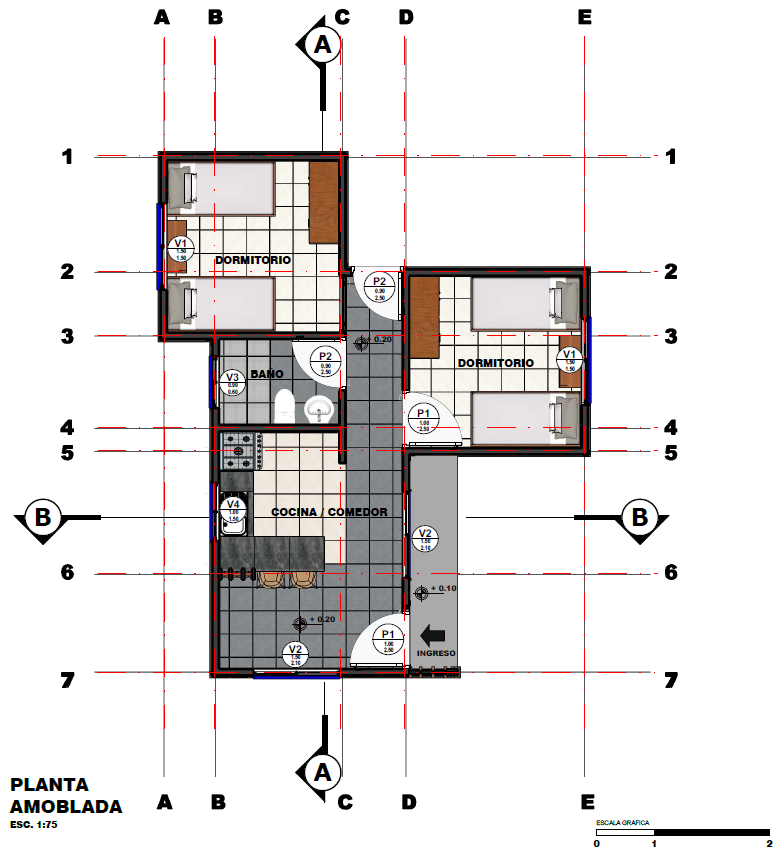 A B C D E
A
1 1
V1
1.50
1.50
DORMITORIO
2 2
P2
0.90
2.50
3 3
+ 0.20
P2
0.90
2.50
DORMITORIO
V1
1.50
1.50
V3
0.90
0.60
BAÑO
P1
1.00
2.50
4 4
5 5
V4
1.00
1.50
COCINA / COMEDOR
B B
V2
1.50
2.10
6 6
+ 0.10
+ 0.20
P1
1.00
2.50
INGRESO
V2
1.50
2.10
7 7
A
PLANTA
AMOBLADA
ESC. 1:75
A B C D E
ESCALA GRAFICA
0 1 2